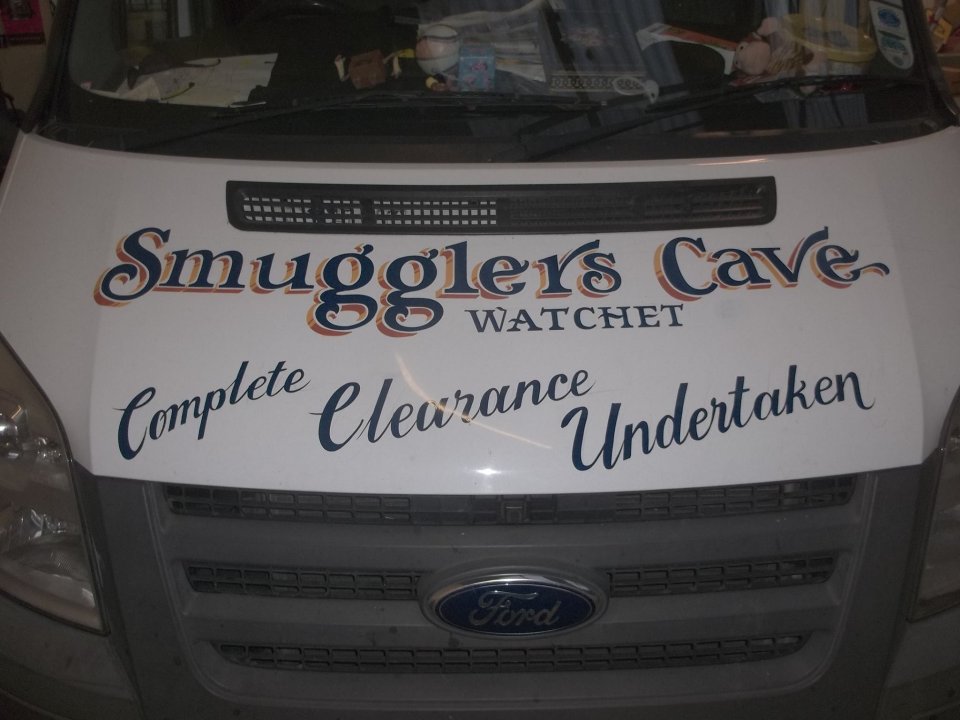 Smugglers Cave
WATCHET
Complete Clearance Undertaken
Ford